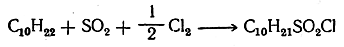 C₁₀H₂₂ + SO₂ + 1/2 Cl₂ ⟶ C₁₀H₂₁SO₂Cl